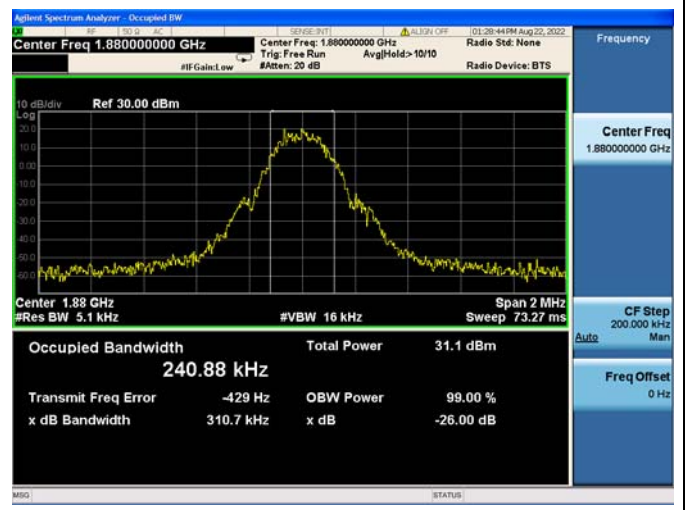 Agilent Spectrum Analyzer - Occupied BW
RF 50 Ω AC SENSE:INT ALIGN OFF 01:28:44 PM Aug 22, 2022
Center Freq 1.880000000 GHz Center Freq: 1.880000000 GHz Radio Std: None
Trig: Free Run Avg|Hold:> 10/10
#IFGain:Low #Atten: 20 dB Radio Device: BTS
10 dB/div Ref 30.00 dBm
Log
20.0
10.0
0.00
-10.0
-20.0
-30.0
-40.0
-50.0
-60.0
Center 1.88 GHz Span 2 MHz
#Res BW 5.1 kHz #VBW 16 kHz Sweep 73.27 ms
Occupied Bandwidth Total Power 31.1 dBm
240.88 kHz
Transmit Freq Error -429 Hz OBW Power 99.00 %
x dB Bandwidth 310.7 kHz x dB -26.00 dB
MSG STATUS
Frequency
Center Freq
1.880000000 GHz
CF Step
200.000 kHz
Auto Man
Freq Offset
0 Hz